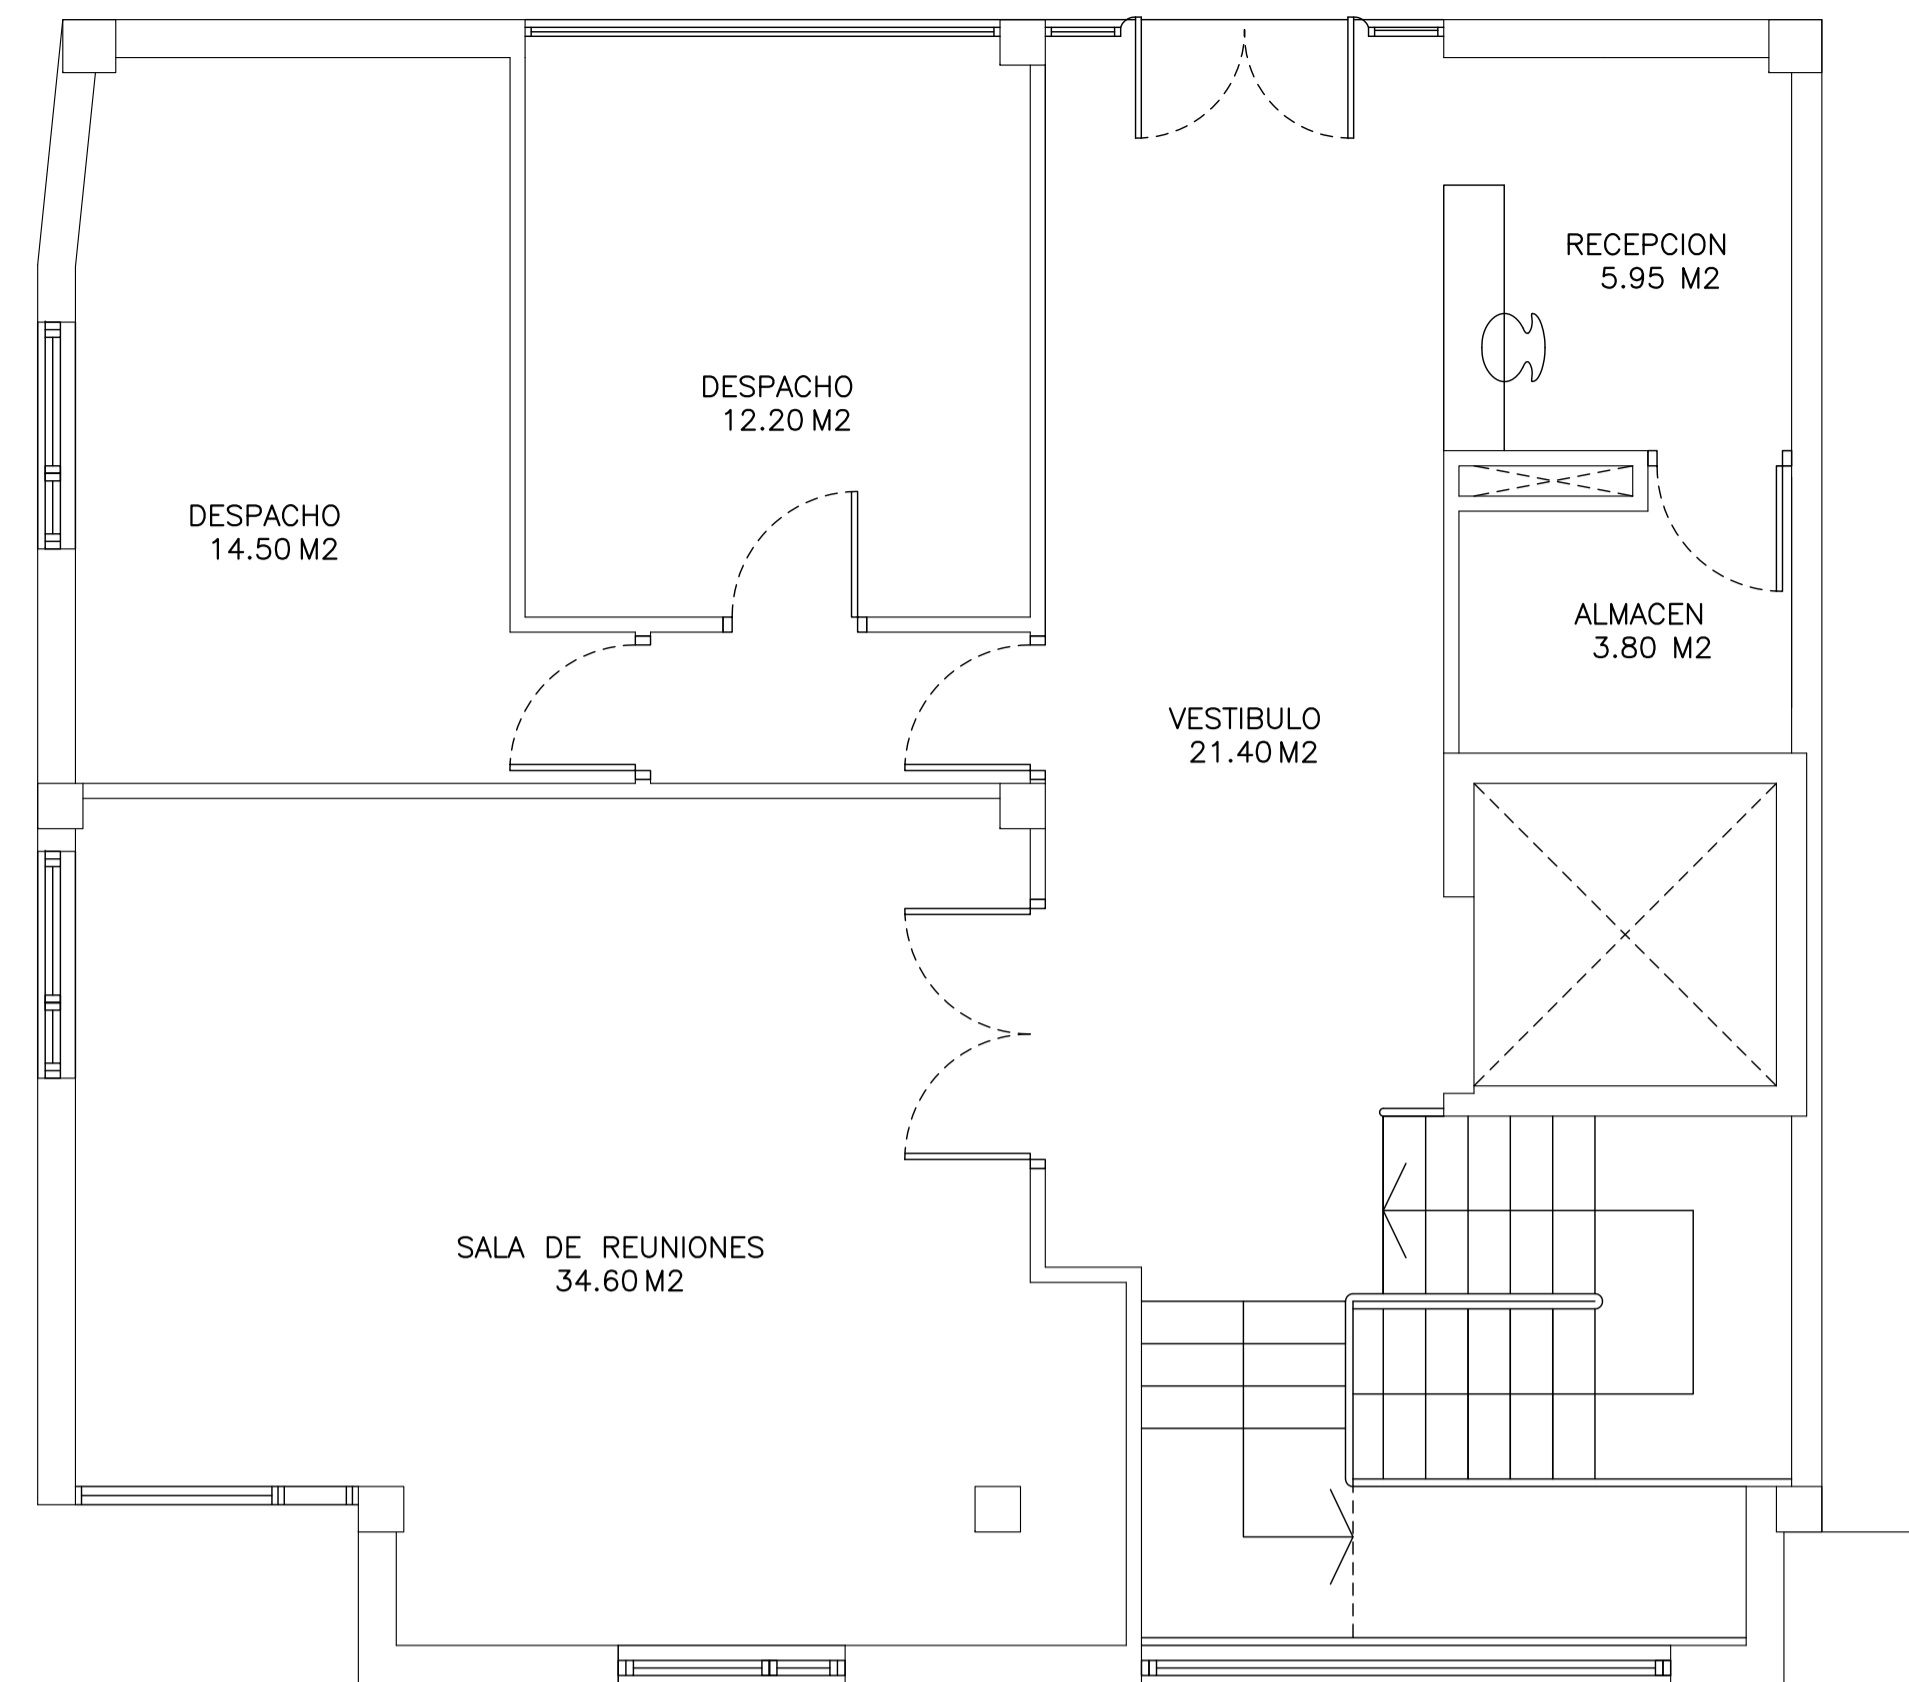 RECEPCION
5.95 M2
DESPACHO
12.20 M2
DESPACHO
14.50 M2
ALMACEN
3.80 M2
VESTIBULO
21.40 M2
SALA DE REUNIONES
34.60 M2